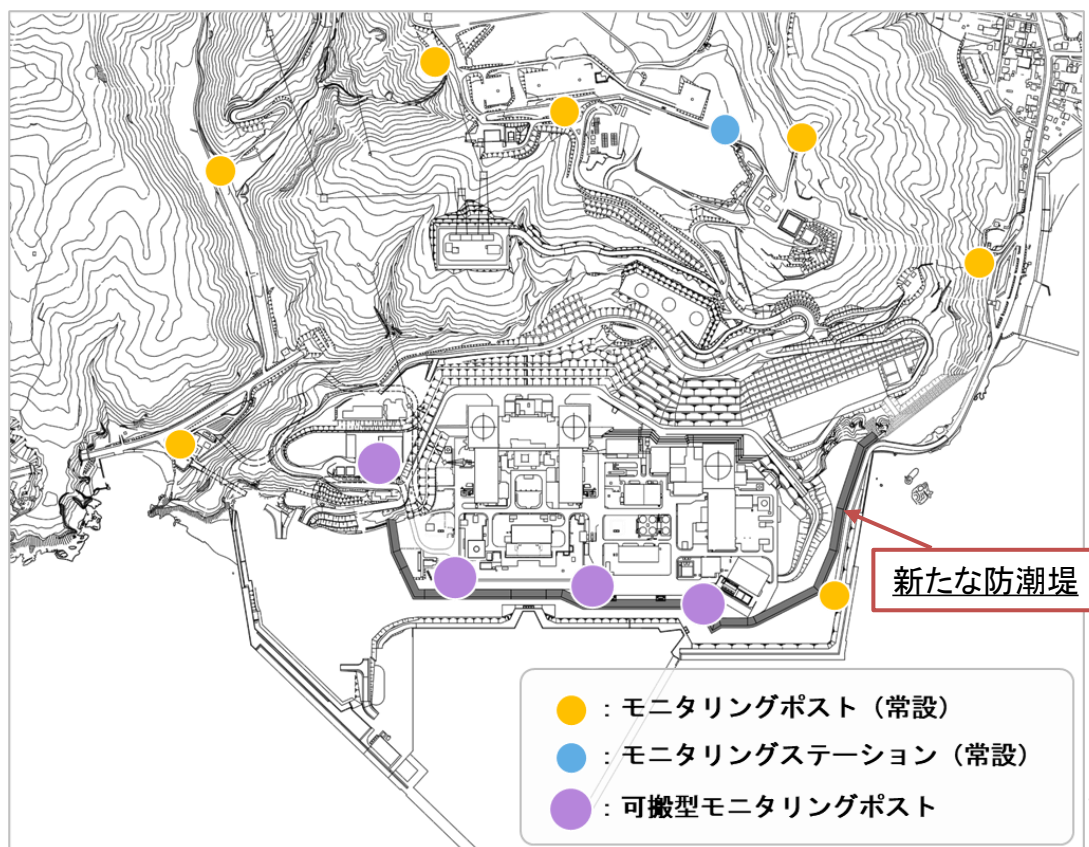 新たな防潮堤
：モニタリングポスト（常設）
：モニタリングステーション（常設）
：可搬型モニタリングポスト